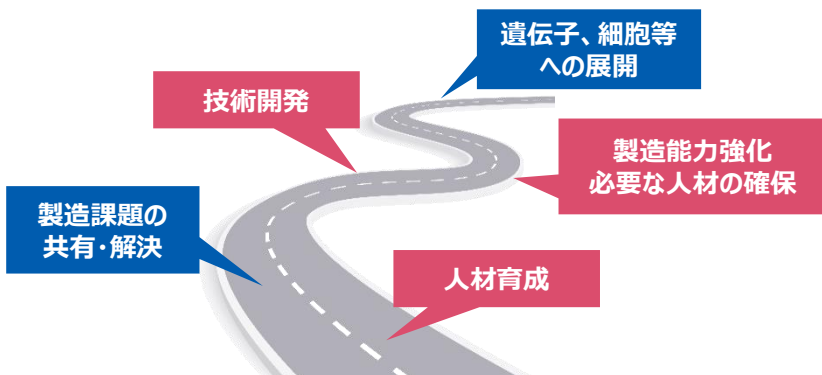 遺伝子、細胞等
への展開
技術開発
製造能力強化
必要な人材の確保
製造課題の
共有・解決
人材育成